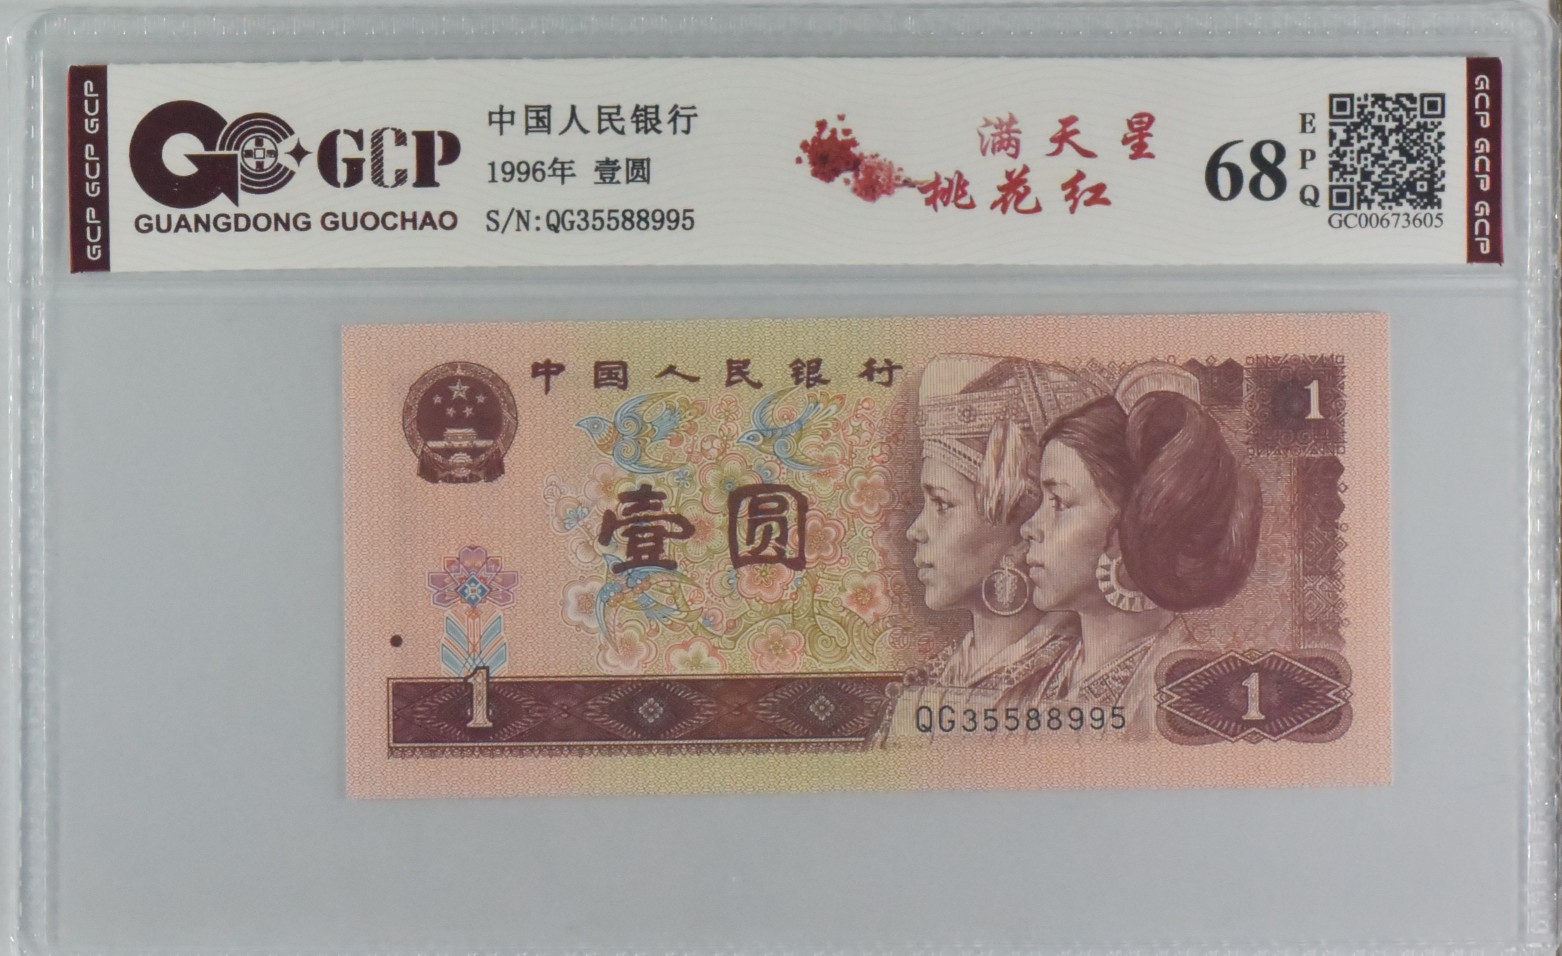 GCP GCP GCP
GCP
GUANGDONG GUOCHAO
中国人民银行
1996年 壹圆
S/N:QG35588995
满天星
桃花红
68
EPQ
GC00673605
GCP GCP GCP
中国人民银行
1
壹圆
1
QG35588995
1